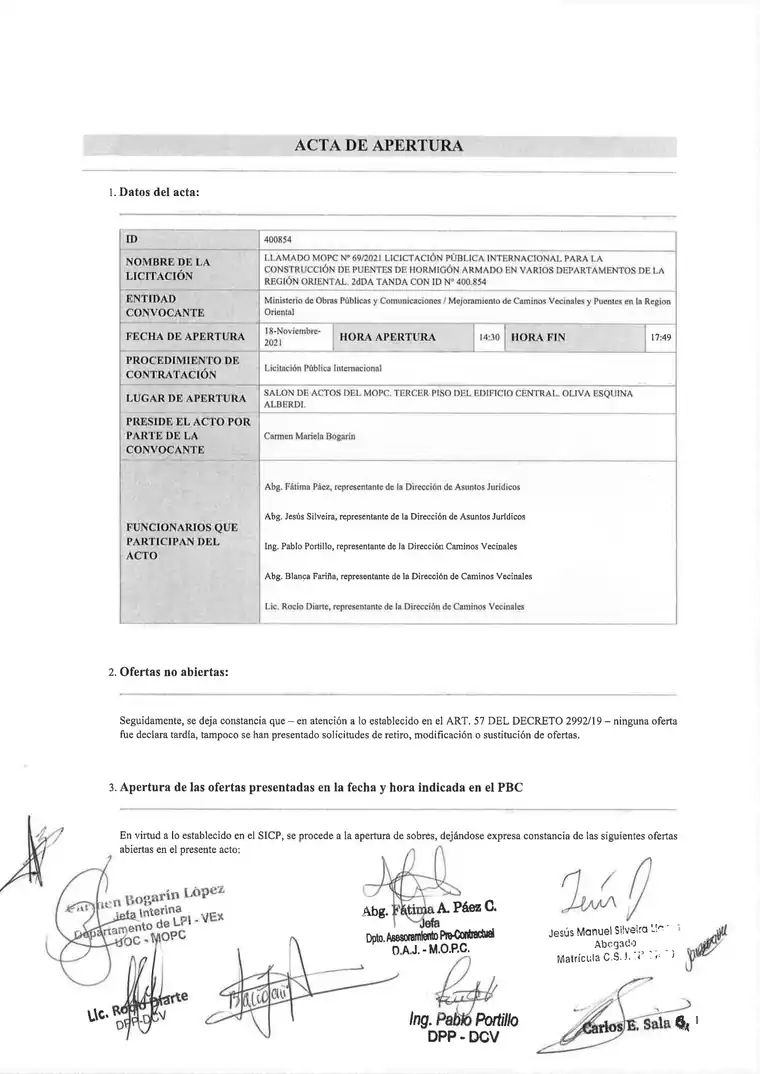 ACTA DE APERTURA
1. Datos del acta:
ID
400854
NOMBRE DE LA
LICITACIÓN
LLAMADO MOPC Nº 69/2021 LICICTACIÓN PÚBLICA INTERNACIONAL PARA LA
CONSTRUCCIÓN DE PUENTES DE HORMIGÓN ARMADO EN VARIOS DEPARTAMENTOS DE LA
REGIÓN ORIENTAL. 2dDA TANDA CON ID Nº 400.854
ENTIDAD
CONVOCANTE
Ministerio de Obras Públicas y Comunicaciones / Mejoramiento de Caminos Vecinales y Puentes en la Region
Oriental
FECHA DE APERTURA
18-Noviembre-
2021
HORA APERTURA
14:30
HORA FIN
17:49
PROCEDIMIENTO DE
CONTRATACIÓN
Licitación Pública Internacional
LUGAR DE APERTURA
SALON DE ACTOS DEL MOPC. TERCER PISO DEL EDIFICIO CENTRAL. OLIVA ESQUINA
ALBERDI.
PRESIDE EL ACTO POR
PARTE DE LA
CONVOCANTE
Carmen Mariela Bogarín
FUNCIONARIOS QUE
PARTICIPAN DEL
ACTO
Abg. Fátima Páez, representante de la Dirección de Asuntos Jurídicos
Abg. Jesús Silveira, representante de la Dirección de Asuntos Jurídicos
Ing. Pablo Portillo, representante de la Dirección Caminos Vecinales
Abg. Blanca Fariña, representante de la Dirección de Caminos Vecinales
Lic. Rocío Diarte, representante de la Dirección de Caminos Vecinales
2. Ofertas no abiertas:
Seguidamente, se deja constancia que – en atención a lo establecido en el ART. 57 DEL DECRETO 2992/19 – ninguna oferta
fue declara tardía, tampoco se han presentado solicitudes de retiro, modificación o sustitución de ofertas.
3. Apertura de las ofertas presentadas en la fecha y hora indicada en el PBC
En virtud a lo establecido en el SICP, se procede a la apertura de sobres, dejándose expresa constancia de las siguientes ofertas
abiertas en el presente acto:
Carmen Bogarín López
Jefa Interina
Departamento de LPI - VEx
UOC - MOPC
Abg. Fátima A. Páez C.
Jefa
Dpto. Asesoramiento Pre-Contractual
D.A.J. - M.O.P.C.
Jesús Manuel Silveira
Abogado
Matrícula C.S.J.
Lic. Rocío Diarte
DPP-DCV
Ing. Pablo Portillo
DPP - DCV
Carlos E. Sala
1